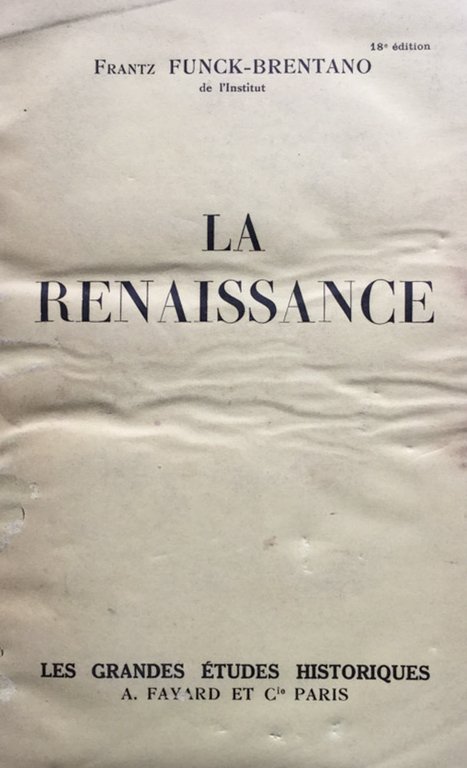 18e édition
Frantz FUNCK-BRENTANO
de l'Institut
LA
RENAISSANCE
LES GRANDES ÉTUDES HISTORIQUES
A. FAYARD ET Cie PARIS